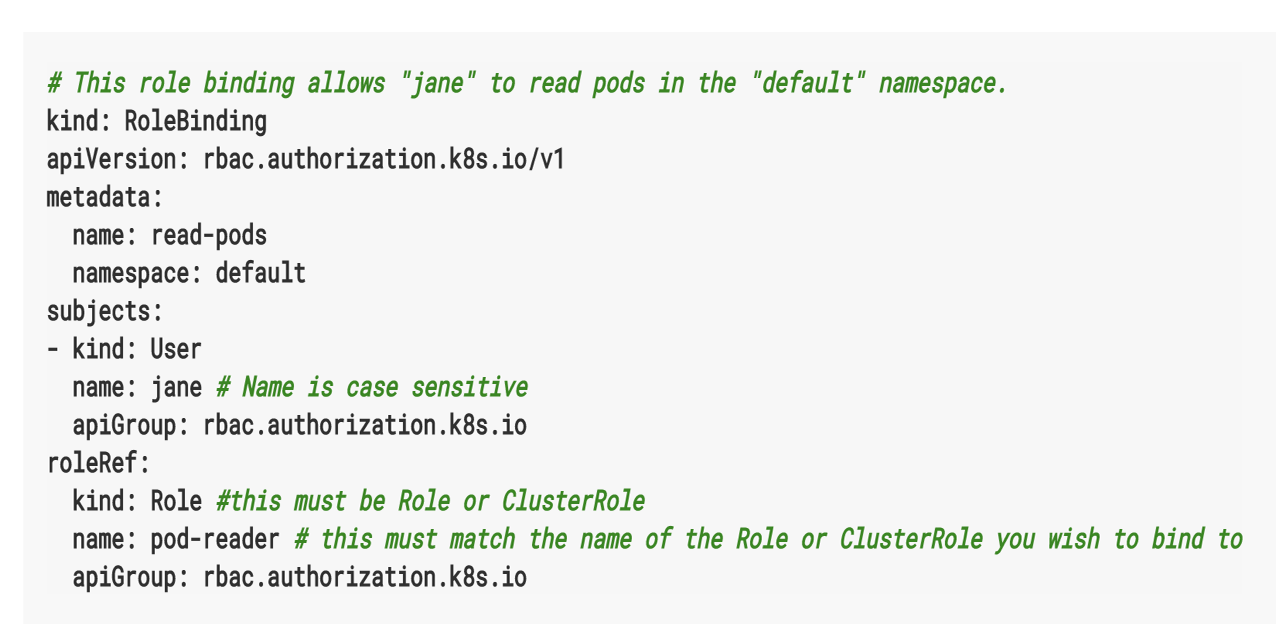 # This role binding allows "jane" to read pods in the "default" namespace.
kind: RoleBinding
apiVersion: rbac.authorization.k8s.io/v1
metadata:
  name: read-pods
  namespace: default
subjects:
- kind: User
  name: jane # Name is case sensitive
  apiGroup: rbac.authorization.k8s.io
roleRef:
  kind: Role #this must be Role or ClusterRole
  name: pod-reader # this must match the name of the Role or ClusterRole you wish to bind to
  apiGroup: rbac.authorization.k8s.io